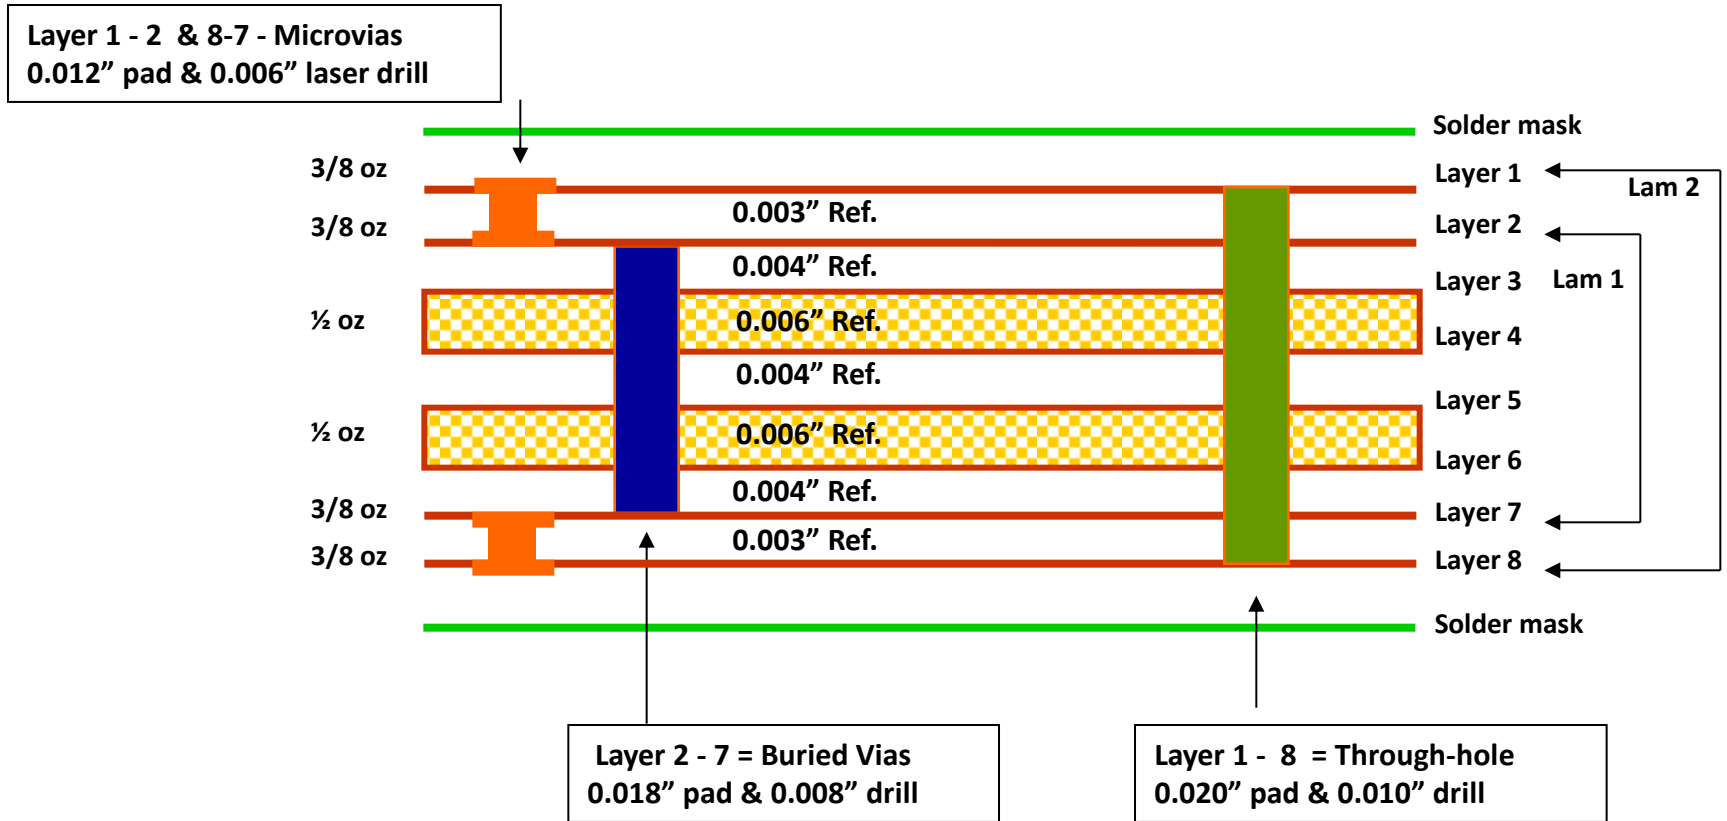 Layer 1 - 2  & 8-7 - Microvias
0.012” pad & 0.006” laser drill
Solder mask
3/8 oz
Layer 1
Lam 2
0.003” Ref.
3/8 oz
Layer 2
0.004” Ref.
Layer 3
Lam 1
½ oz
0.006” Ref.
Layer 4
0.004” Ref.
Layer 5
½ oz
0.006” Ref.
Layer 6
0.004” Ref.
3/8 oz
Layer 7
0.003” Ref.
3/8 oz
Layer 8
Solder mask
Layer 2 - 7 = Buried Vias
0.018” pad & 0.008” drill
Layer 1 -  8  = Through-hole
0.020” pad & 0.010” drill